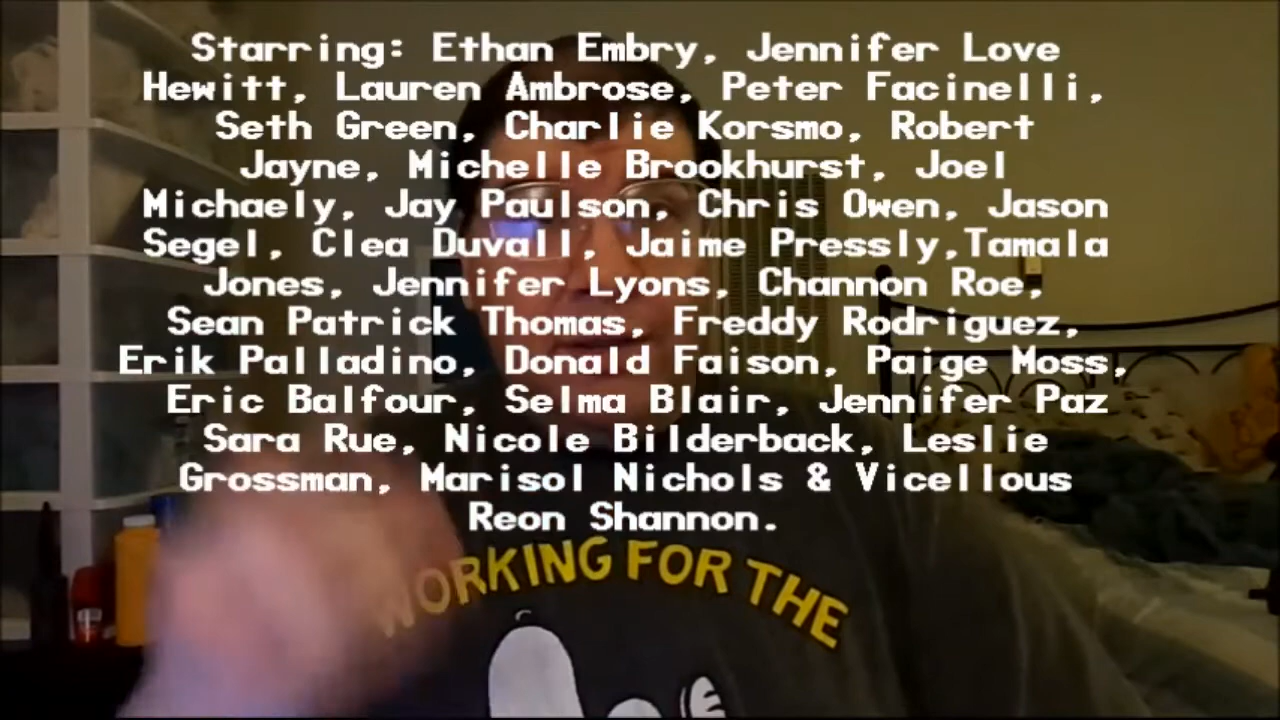 Starring: Ethan Embry, Jennifer Love
Hewitt, Lauren Ambrose, Peter Facinelli,
Seth Green, Charlie Korsmo, Robert
Jayne, Michelle Brookhurst, Joel
Michaely, Jay Paulson, Chris Owen, Jason
Segel, Clea Duvall, Jaime Pressly,Tamala
Jones, Jennifer Lyons, Channon Roe,
Sean Patrick Thomas, Freddy Rodriguez,
Erik Palladino, Donald Faison, Paige Moss,
Eric Balfour, Selma Blair, Jennifer Paz
Sara Rue, Nicole Bilderback, Leslie
Grossman, Marisol Nichols & Vicellous
Reon Shannon.
WORKING FOR THE